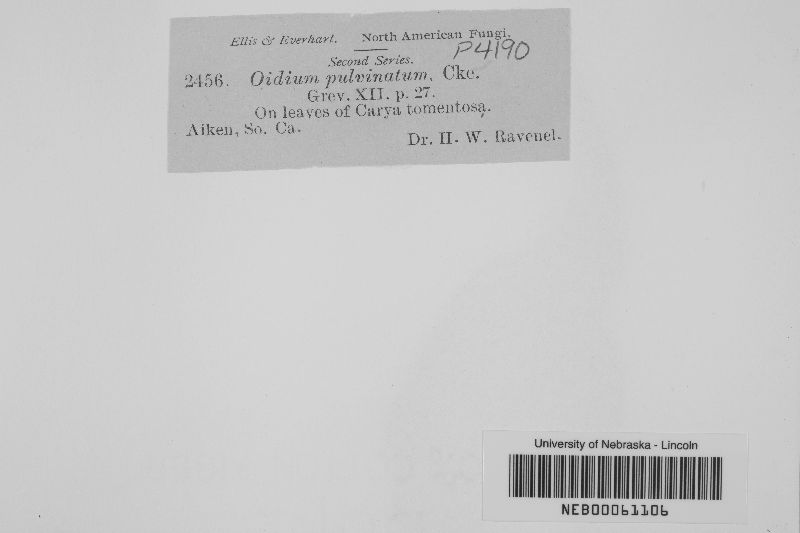 Ellis & Everhart. North American Fungi.
P4190
Second Series.
2456. Oidium pulvinatum, Cke.
Grev. XII. p. 27.
On leaves of Carya tomentosa.
Aiken, So. Ca.
Dr. H. W. Ravenel.
University of Nebraska - Lincoln
NEB00061106